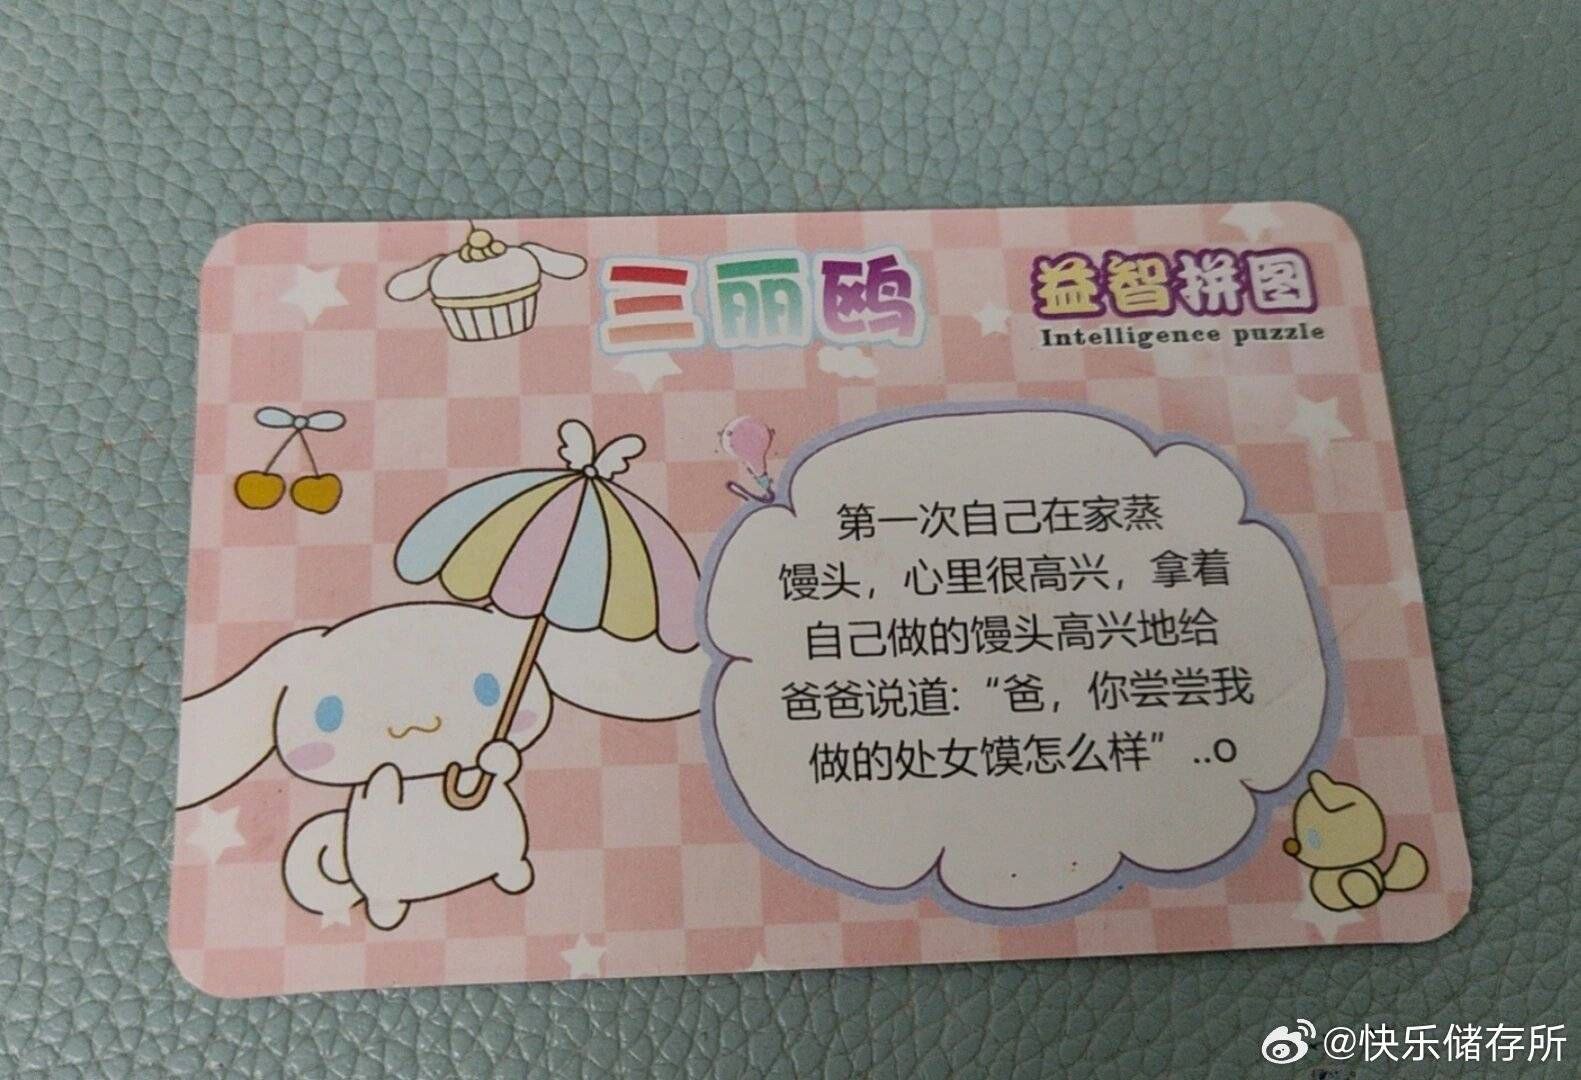 三丽鸥
益智拼图
Intelligence puzzle
第一次自己在家蒸
馒头，心里很高兴，拿着
自己做的馒头高兴地给
爸爸说道:“爸，你尝尝我
做的处女馍怎么样”..o
@快乐储存所